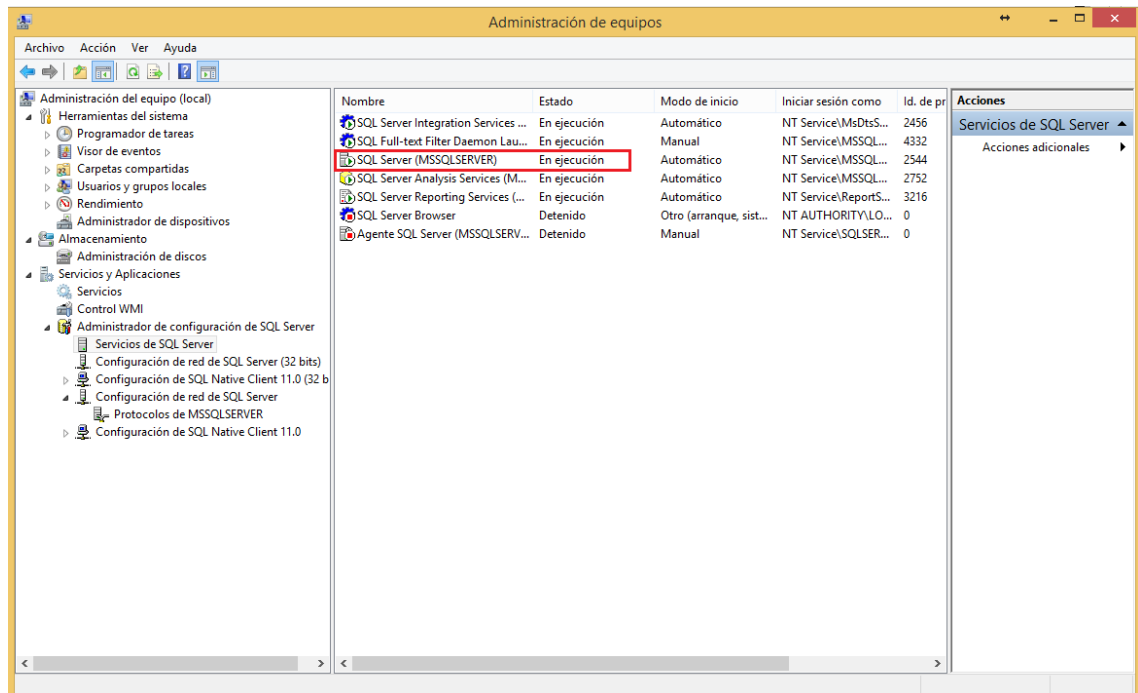 Administración de equipos
Archivo Acción Ver Ayuda
Administración del equipo (local)
Herramientas del sistema
Programador de tareas
Visor de eventos
Carpetas compartidas
Usuarios y grupos locales
Rendimiento
Administrador de dispositivos
Almacenamiento
Administración de discos
Servicios y Aplicaciones
Servicios
Control WMI
Administrador de configuración de SQL Server
Servicios de SQL Server
Configuración de red de SQL Server (32 bits)
Configuración de SQL Native Client 11.0 (32 b
Configuración de red de SQL Server
Protocolos de MSSQLSERVER
Configuración de SQL Native Client 11.0
Nombre Estado Modo de inicio Iniciar sesión como Id. de pr
SQL Server Integration Services ... En ejecución Automático NT Service\MsDtsS... 2456
SQL Full-text Filter Daemon Lau... En ejecución Manual NT Service\MSSQL... 4332
SQL Server (MSSQLSERVER) En ejecución Automático NT Service\MSSQL... 2544
SQL Server Analysis Services (M... En ejecución Automático NT Service\MSSQL... 2752
SQL Server Reporting Services (... En ejecución Automático NT Service\ReportS... 3216
SQL Server Browser Detenido Otro (arranque, sist... NT AUTHORITY\LO... 0
Agente SQL Server (MSSQLSERV... Detenido Manual NT Service\SQLSER... 0
Acciones
Servicios de SQL Server
Acciones adicionales